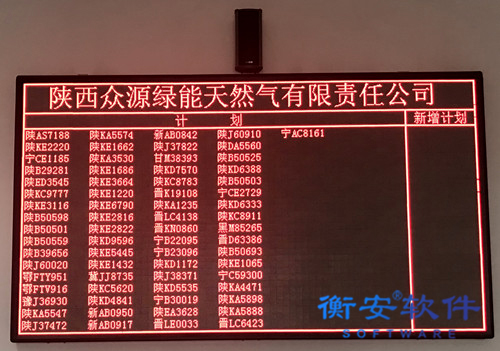 陕西众源绿能天然气有限责任公司
计 划 新增计划
陕AS7188 陕KA5574 新AB0842 陕J60910 宁AC8161
陕KE2220 陕KE1662 陕J37822 陕DA5560
宁CE1185 陕KA3530 甘M38393 陕B50525
陕B29281 陕KE1686 陕KD7570 陕KD6388
陕ED3545 陕KE3664 陕KC8783 陕B50503
陕KC9777 陕KE1220 晋K19108 宁CE2729
陕KE3116 陕KE6790 陕KA1235 陕KD6333
陕B50598 陕KE2816 晋LC4138 陕KC8911
陕B50501 陕KE2822 晋KN0860 黑M85265
陕B50559 陕KD9596 宁B22095 晋D63386
陕B39656 陕KE5445 宁B23096 陕B50693
陕J60020 陕KE1432 陕KD1172 陕KE1065
鄂FTV951 冀JJ8735 陕J38371 宁C59300
鄂FTV916 陕KC5620 陕KD5535 陕KA4471
豫J36930 陕KD4841 宁B30019 陕KA5898
陕KA5547 新AB0950 陕EA3628 陕KA5888
陕J37472 新AB0917 晋LE0033 晋LC6423
衡安®软件
SOFTWARE